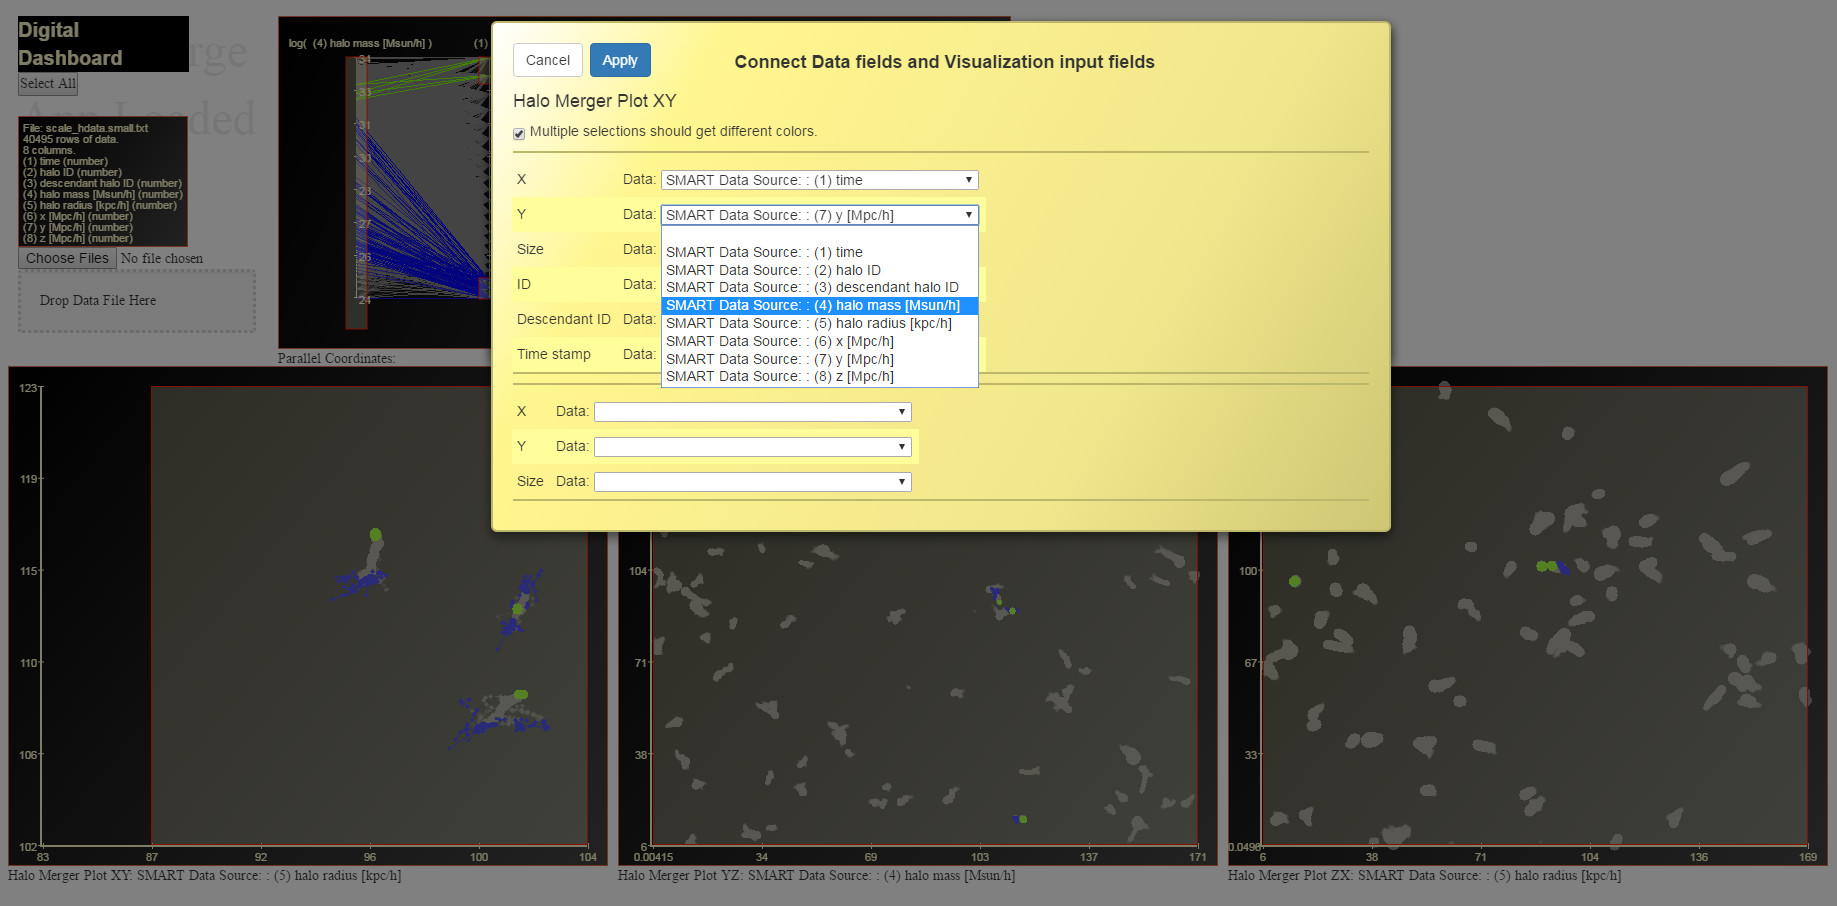 Digital
Dashboard
Select All
File: scale_hdata.small.txt
40495 rows of data.
8 columns.
(1) time (number)
(2) halo ID (number)
(3) descendant halo ID (number)
(4) halo mass [Msun/h] (number)
(5) halo radius [kpc/h] (number)
(6) x [Mpc/h] (number)
(7) y [Mpc/h] (number)
(8) z [Mpc/h] (number)
Choose Files No file chosen
Drop Data File Here
log( (4) halo mass [Msun/h] ) (1)
34
33
31
30
28
27
26
24
Parallel Coordinates:
Cancel Apply Connect Data fields and Visualization input fields
Halo Merger Plot XY
Multiple selections should get different colors.
X Data: SMART Data Source: : (1) time
Y Data: SMART Data Source: : (7) y [Mpc/h]
Size Data:
ID Data:
Descendant ID Data:
Time stamp Data:
SMART Data Source: : (1) time
SMART Data Source: : (2) halo ID
SMART Data Source: : (3) descendant halo ID
SMART Data Source: : (4) halo mass [Msun/h]
SMART Data Source: : (5) halo radius [kpc/h]
SMART Data Source: : (6) x [Mpc/h]
SMART Data Source: : (7) y [Mpc/h]
SMART Data Source: : (8) z [Mpc/h]
X Data:
Y Data:
Size Data:
123
119
115
110
106
102
83 87 92 96 100 104
Halo Merger Plot XY: SMART Data Source: : (5) halo radius [kpc/h]
104
71
38
6
0.00415 34 69 103 137 171
Halo Merger Plot YZ: SMART Data Source: : (4) halo mass [Msun/h]
100
67
33
0.0496
6 38 71 104 136 169
Halo Merger Plot ZX: SMART Data Source: : (5) halo radius [kpc/h]